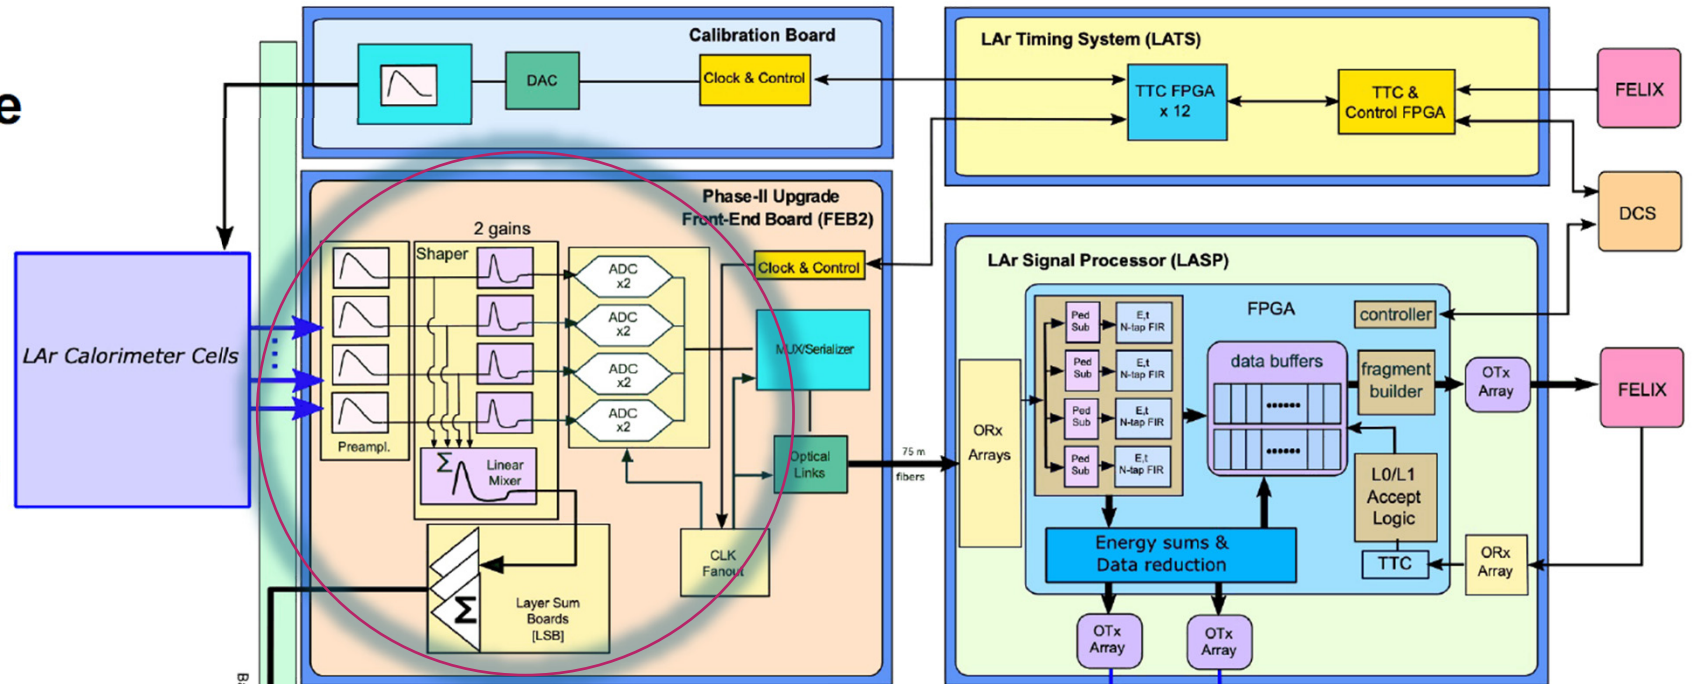 e
Calibration Board
DAC
Clock & Control
LAr Timing System (LATS)
TTC FPGA
x 12
TTC &
Control FPGA
FELIX
DCS
LAr Calorimeter Cells
Phase-II Upgrade
Front-End Board (FEB2)
2 gains
Shaper
Preampl.
Σ
Linear
Mixer
ADC
x2
ADC
x2
ADC
x2
ADC
x2
Clock & Control
MUX/Serializer
Optical
Links
CLK
Fanout
Σ
Layer Sum
Boards
[LSB]
75 m
fibers
LAr Signal Processor (LASP)
ORx
Arrays
FPGA
Ped
Sub
E,t
N-tap FIR
Ped
Sub
E,t
N-tap FIR
Ped
Sub
E,t
N-tap FIR
Ped
Sub
E,t
N-tap FIR
controller
data buffers
fragment
builder
OTx
Array
FELIX
L0/L1
Accept
Logic
TTC
ORx
Array
Energy sums &
Data reduction
OTx
Array
OTx
Array